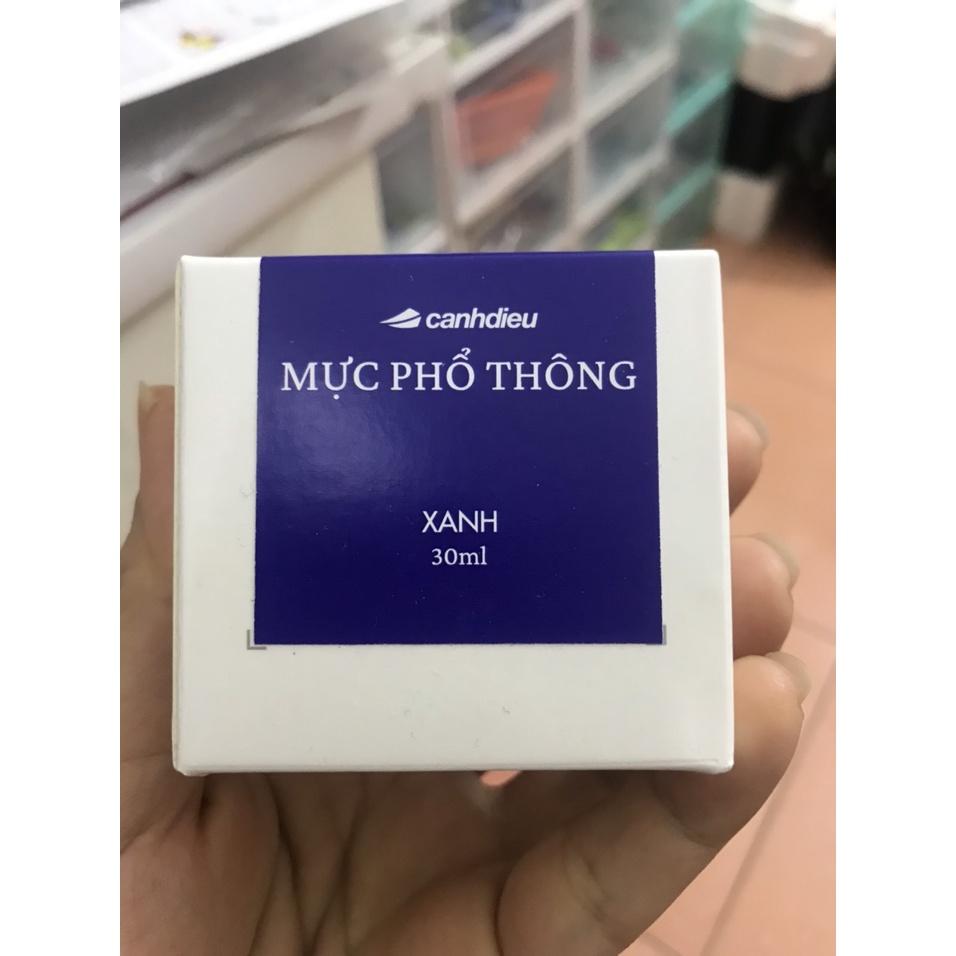 canhdieu
MỰC PHỔ THÔNG
XANH
30ml